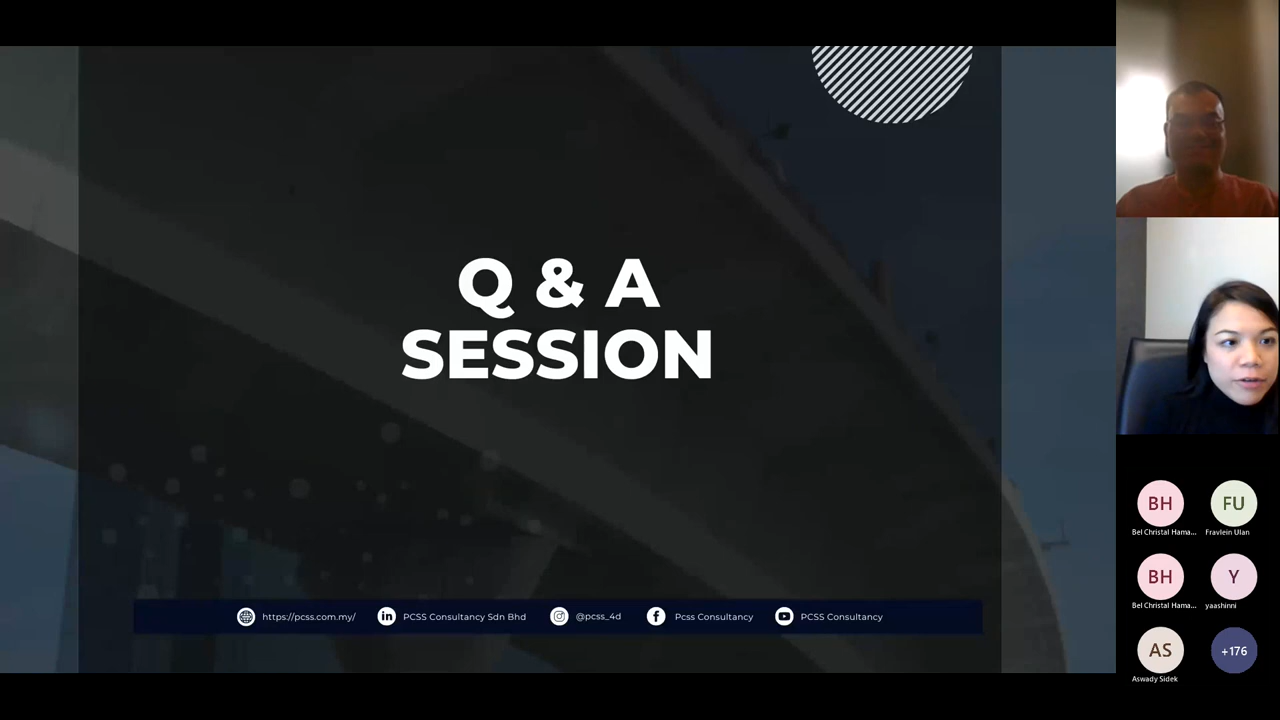 Q & A
SESSION
https://pcss.com.my/
in
PCSS Consultancy Sdn Bhd
@pcss_4d
Pcss Consultancy
PCSS Consultancy
BH
Bel Christal Hama...
FU
Fravlein Ulan
BH
Bel Christal Hama...
Y
yaashinni
AS
Aswady Sidek
+176